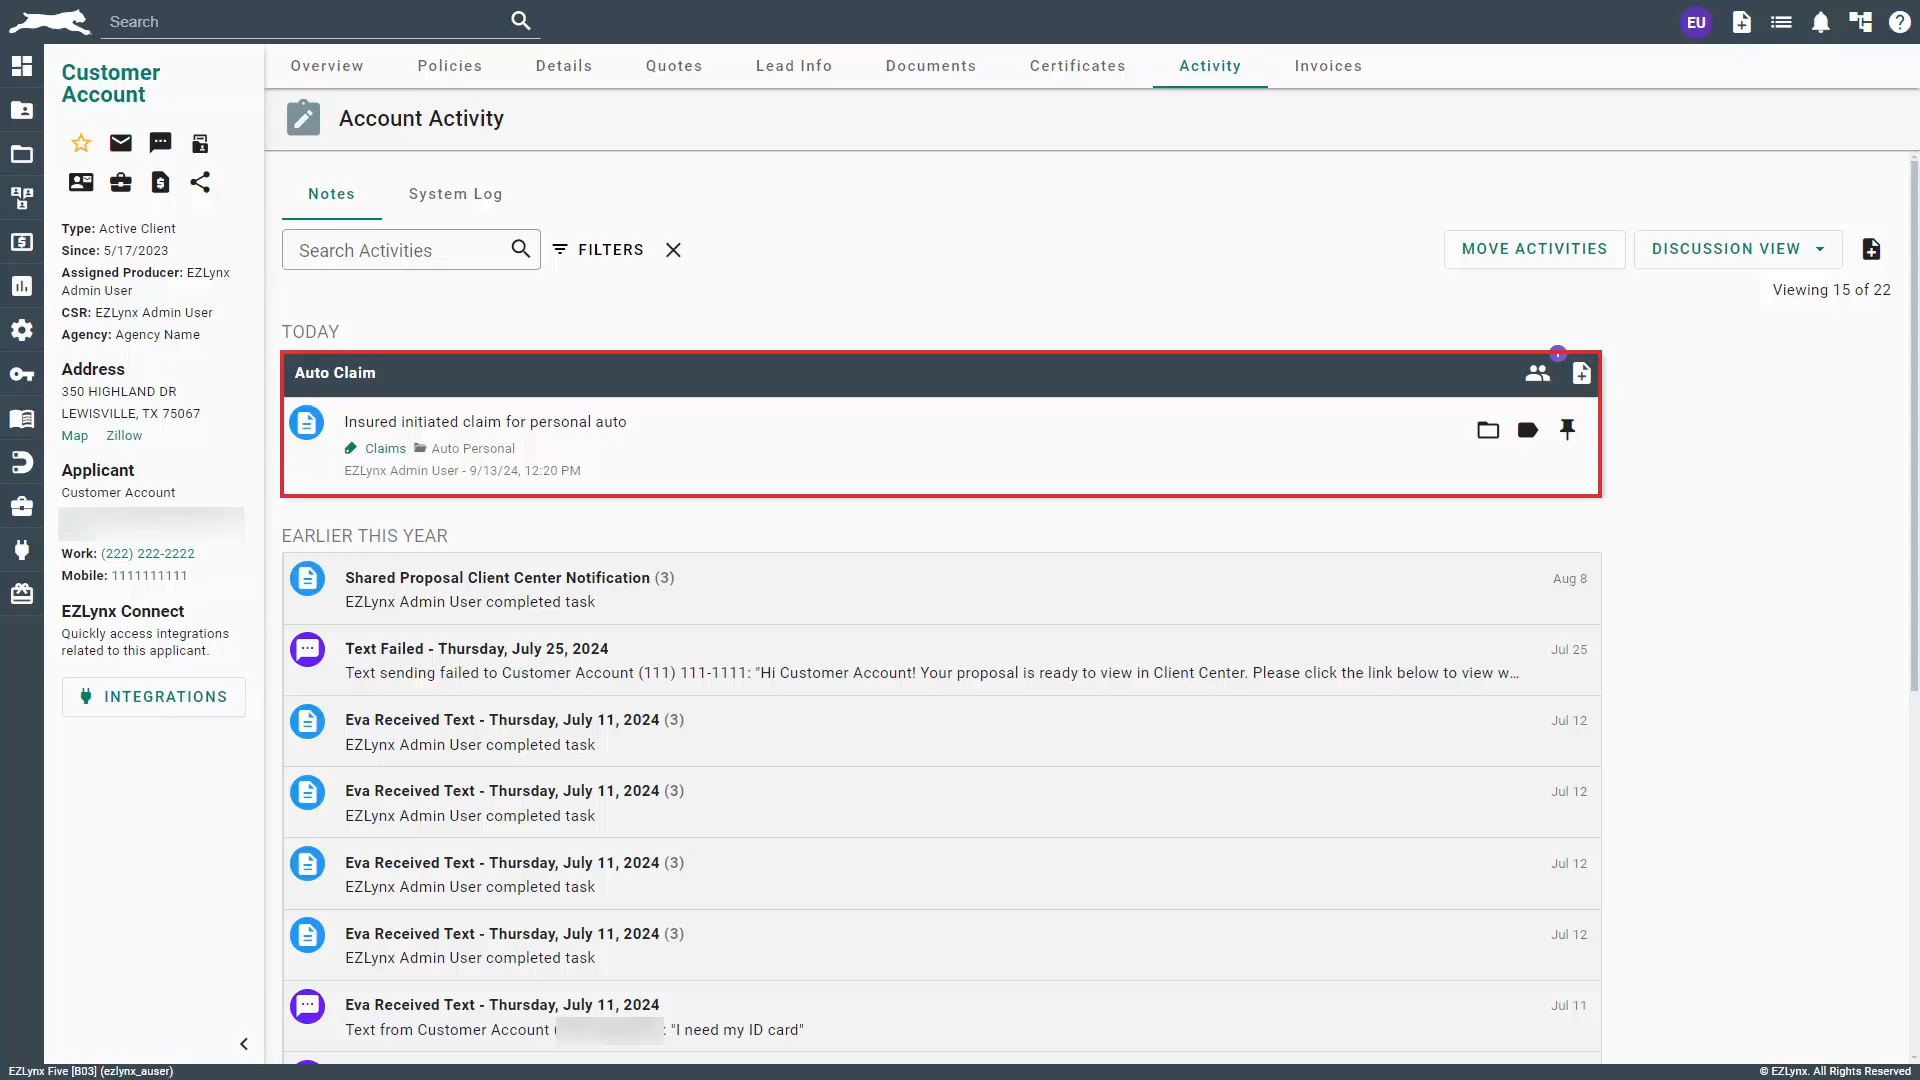 Search
EU
Customer
Account
Type: Active Client
Since: 5/17/2023
Assigned Producer: EZLynx
Admin User
CSR: EZLynx Admin User
Agency: Agency Name
Address
350 HIGHLAND DR
LEWISVILLE, TX 75067
Map Zillow
Applicant
Customer Account
Work: (222) 222-2222
Mobile: 1111111111
EZLynx Connect
Quickly access integrations
related to this applicant.
INTEGRATIONS
Overview Policies Details Quotes Lead Info Documents Certificates Activity Invoices
Account Activity
Notes System Log
Search Activities FILTERS MOVE ACTIVITIES DISCUSSION VIEW
Viewing 15 of 22
TODAY
Auto Claim
Insured initiated claim for personal auto
Claims Auto Personal
EZLynx Admin User - 9/13/24, 12:20 PM
EARLIER THIS YEAR
Shared Proposal Client Center Notification (3) Aug 8
EZLynx Admin User completed task
Text Failed - Thursday, July 25, 2024 Jul 25
Text sending failed to Customer Account (111) 111-1111: "Hi Customer Account! Your proposal is ready to view in Client Center. Please click the link below to view w...
Eva Received Text - Thursday, July 11, 2024 (3) Jul 12
EZLynx Admin User completed task
Eva Received Text - Thursday, July 11, 2024 (3) Jul 12
EZLynx Admin User completed task
Eva Received Text - Thursday, July 11, 2024 (3) Jul 12
EZLynx Admin User completed task
Eva Received Text - Thursday, July 11, 2024 (3) Jul 12
EZLynx Admin User completed task
Eva Received Text - Thursday, July 11, 2024 Jul 11
Text from Customer Account ( : "I need my ID card"
EZLynx Five [B03] (ezlynx_auser) © EZLynx. All Rights Reserved